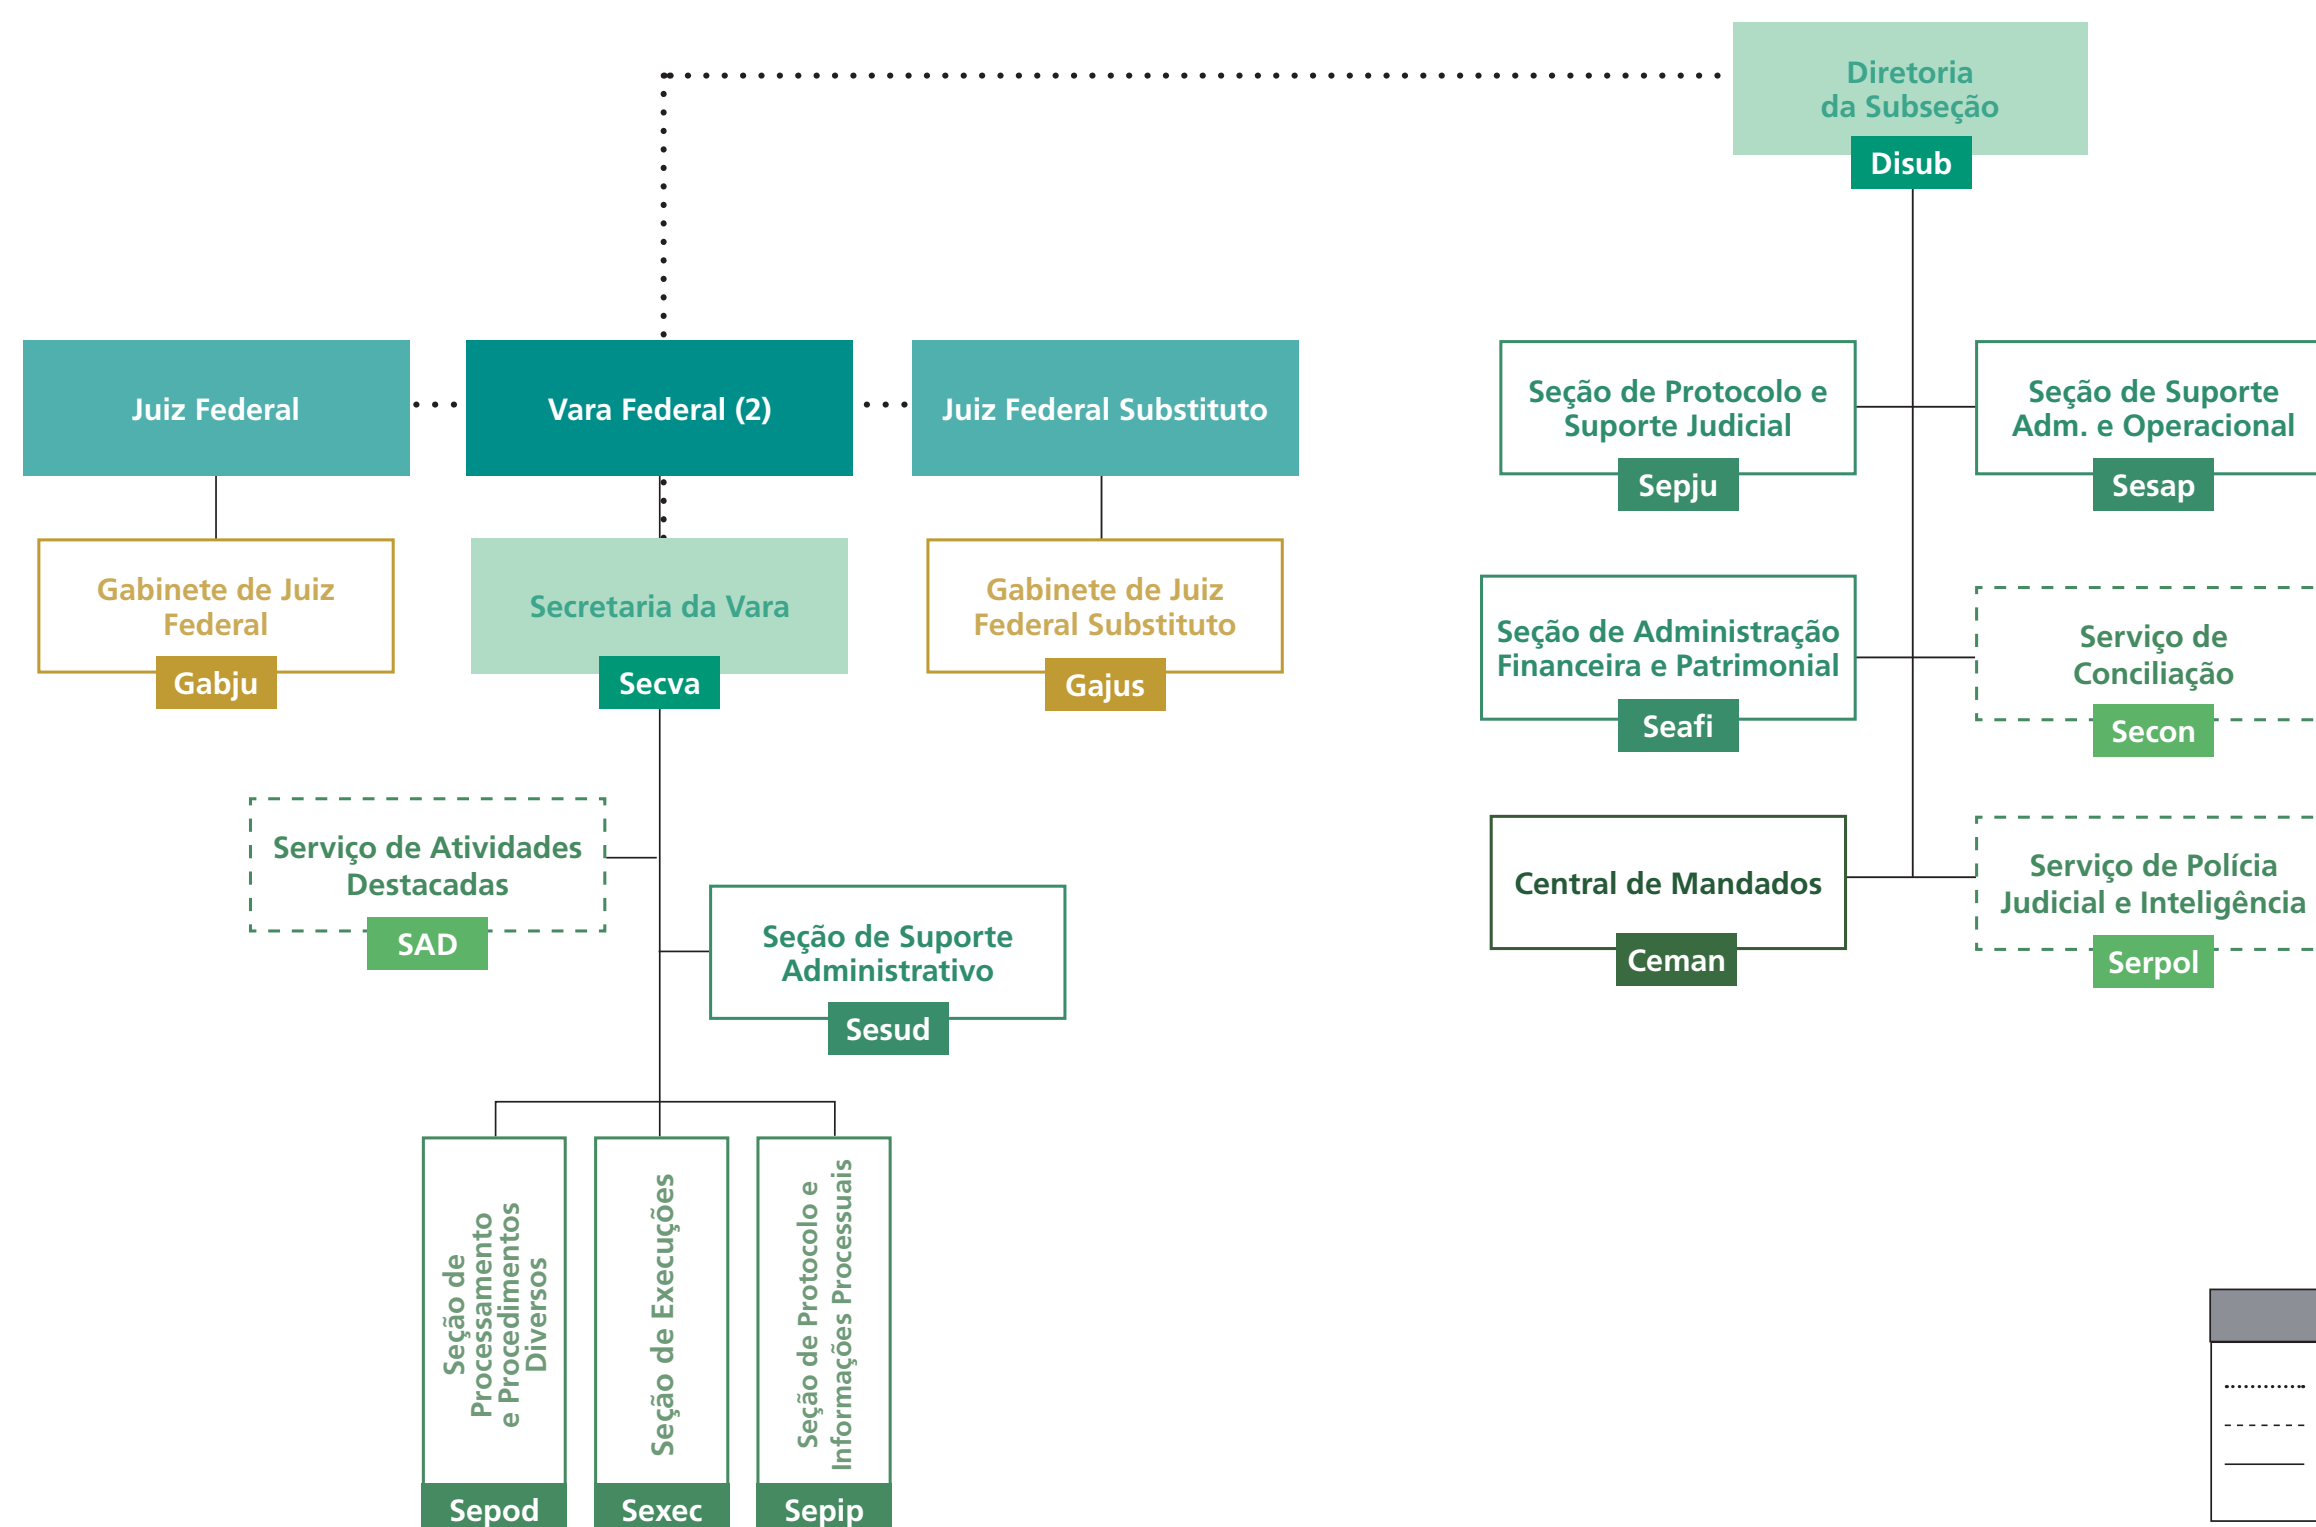 Diretoria
da Subseção
Disub
Juiz Federal
Vara Federal (2)
Juiz Federal Substituto
Seção de Protocolo e
Suporte Judicial
Sepju
Seção de Suporte
Adm. e Operacional
Sesap
Gabinete de Juiz
Federal
Gabju
Secretaria da Vara
Secva
Gabinete de Juiz
Federal Substituto
Gajus
Seção de Administração
Financeira e Patrimonial
Seafi
Serviço de
Conciliação
Secon
Serviço de Atividades
Destacadas
SAD
Seção de Suporte
Administrativo
Sesud
Central de Mandados
Ceman
Serviço de Polícia
Judicial e Inteligência
Serpol
Seção de
Processamento
e Procedimentos
Diversos
Sepod
Seção de Execuções
Sexec
Seção de Protocolo e
Informações Processuais
Sepip